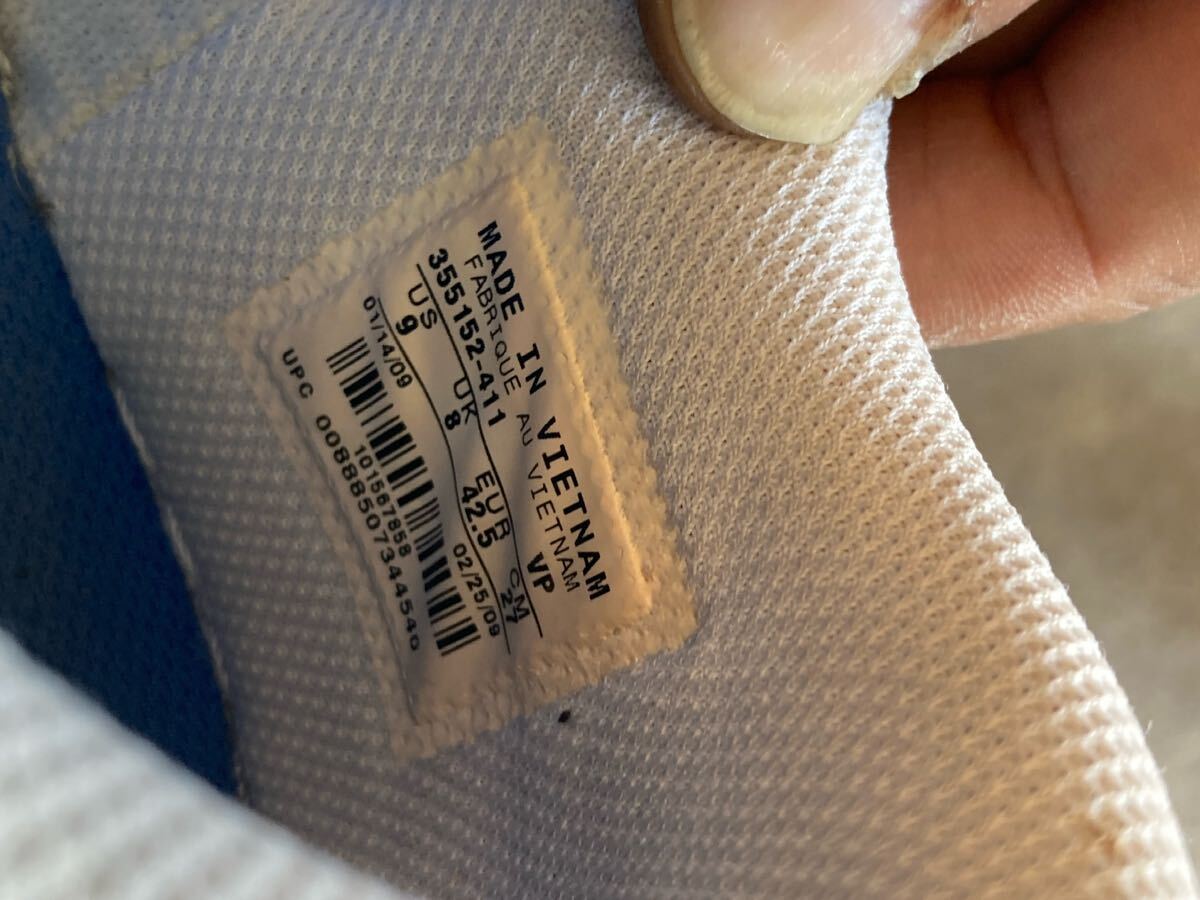 MADE IN VIETNAM
FABRIQUE AU VIETNAM
355152-411 VP
US UK EUR CM
9 8 42.5 27
01/14/09 02/25/09
101567858
UPC 00888507344540